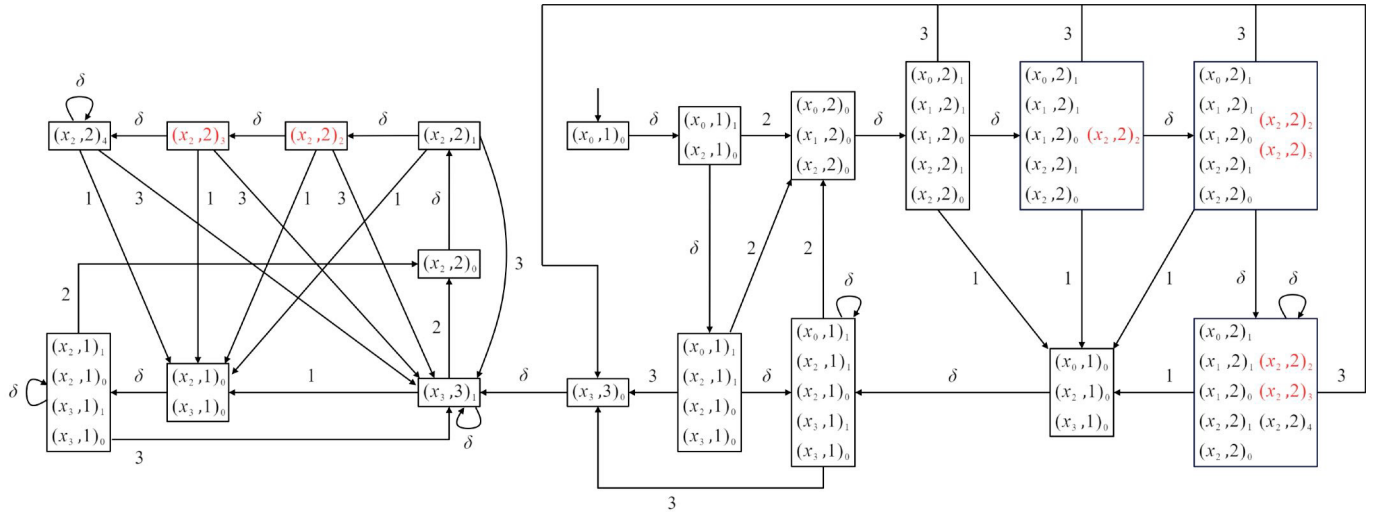 3 3 3
δ
(x₂,2)₄ δ (x₂,2)₃ δ (x₂,2)₂ δ (x₂,2)₁
1 3 1 3 1 3 1 δ 3
(x₂,2)₀
2 2
(x₂,1)₁
(x₂,1)₀
(x₃,1)₁
(x₃,1)₀
δ δ
(x₂,1)₀
(x₃,1)₀
1
(x₃,3)₁
δ
3
δ
(x₃,3)₀
3
(x₀,1)₀
δ
(x₀,1)₁
(x₂,1)₀
2
δ 2 2
(x₀,2)₀
(x₁,2)₀
(x₂,2)₀
δ
(x₀,2)₁
(x₁,2)₁
(x₁,2)₀
(x₂,2)₁
(x₂,2)₀
δ
(x₀,2)₁
(x₁,2)₁
(x₁,2)₀ (x₂,2)₂
(x₂,2)₁
(x₂,2)₀
δ
(x₀,2)₁
(x₁,2)₁ (x₂,2)₂
(x₁,2)₀ (x₂,2)₃
(x₂,2)₁
(x₂,2)₀
1 1 1 δ δ
(x₀,1)₁
(x₂,1)₁
(x₂,1)₀
(x₃,1)₀
δ
δ
(x₀,1)₁
(x₂,1)₁
(x₂,1)₀
(x₃,1)₁
(x₃,1)₀
3
δ
(x₀,1)₀
(x₂,1)₀
(x₃,1)₀
1
(x₀,2)₁
(x₁,2)₁ (x₂,2)₂
(x₁,2)₀ (x₂,2)₃
(x₂,2)₁ (x₂,2)₄
(x₂,2)₀
3